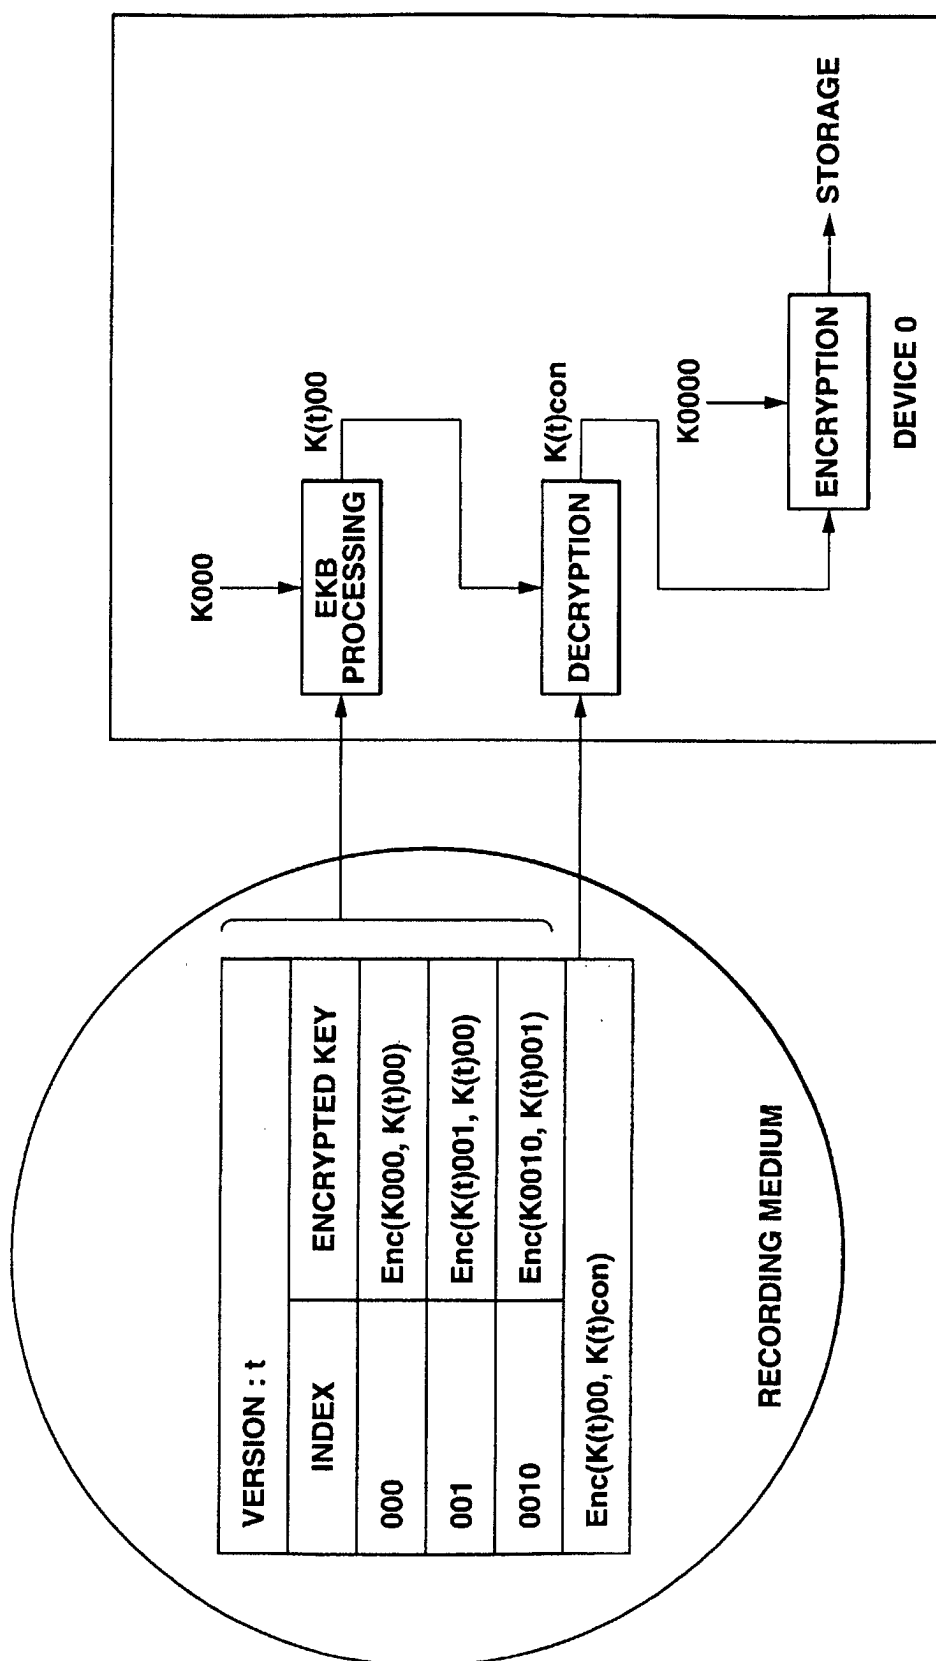 VERSION : t
INDEX
ENCRYPTED KEY
000
Enc(K000, K(t)00)
001
Enc(K(t)001, K(t)00)
0010
Enc(K0010, K(t)001)
Enc(K(t)00, K(t)con)
RECORDING MEDIUM
K000
EKB
PROCESSING
K(t)00
DECRYPTION
K(t)con
K0000
ENCRYPTION
STORAGE
DEVICE 0